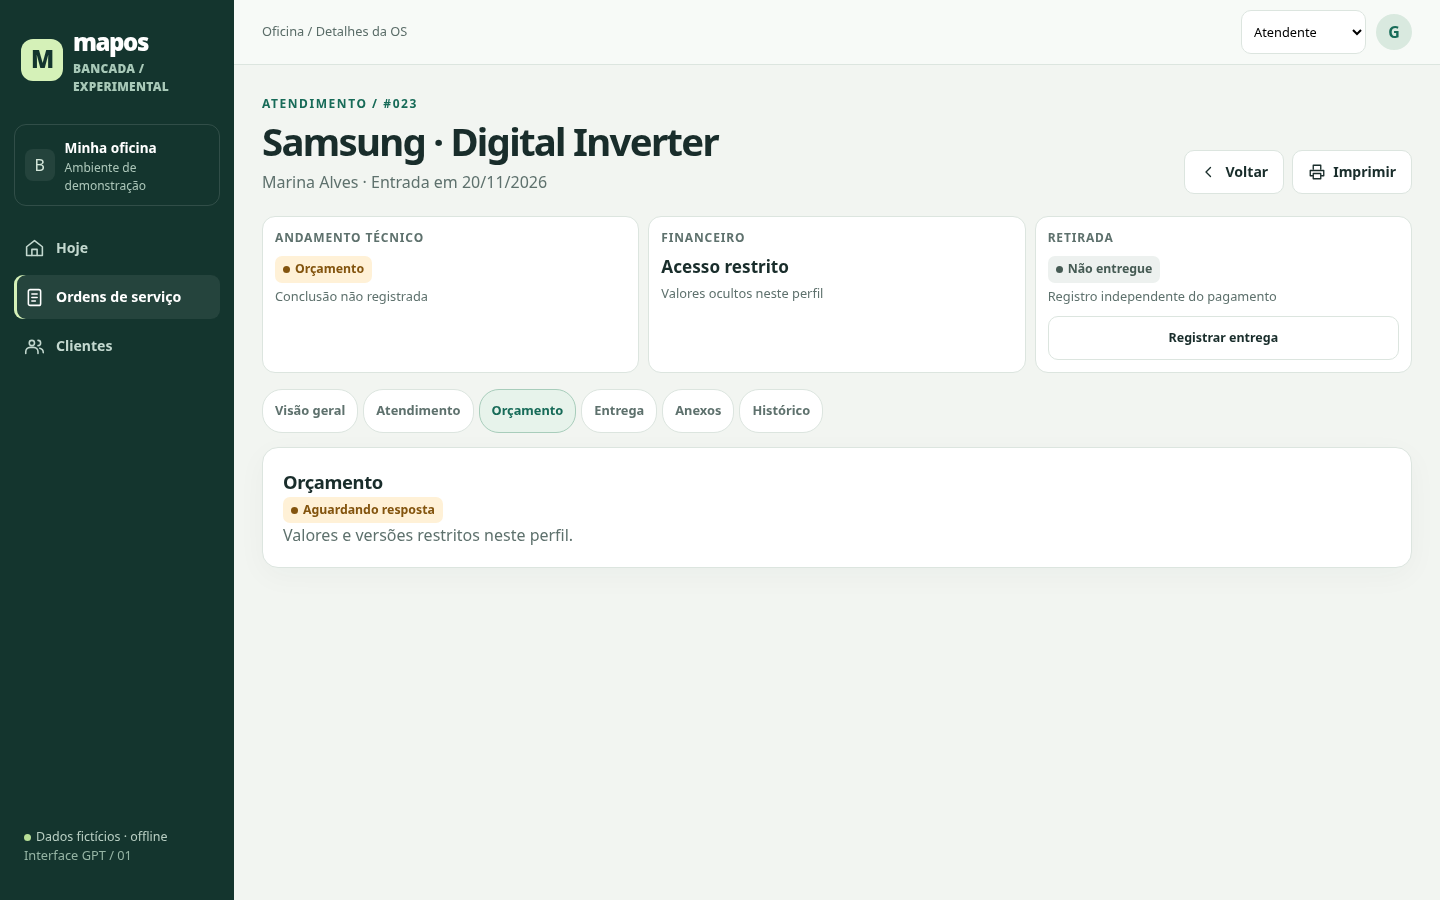 M
mapos
BANCADA /
EXPERIMENTAL
B
Minha oficina
Ambiente de
demonstração
Hoje
Ordens de serviço
Clientes
Dados fictícios · offline
Interface GPT / 01
Oficina / Detalhes da OS
Atendente
G
ATENDIMENTO / #023
Samsung · Digital Inverter
Marina Alves · Entrada em 20/11/2026
Voltar
Imprimir
ANDAMENTO TÉCNICO
Orçamento
Conclusão não registrada
FINANCEIRO
Acesso restrito
Valores ocultos neste perfil
RETIRADA
Não entregue
Registro independente do pagamento
Registrar entrega
Visão geral
Atendimento
Orçamento
Entrega
Anexos
Histórico
Orçamento
Aguardando resposta
Valores e versões restritos neste perfil.